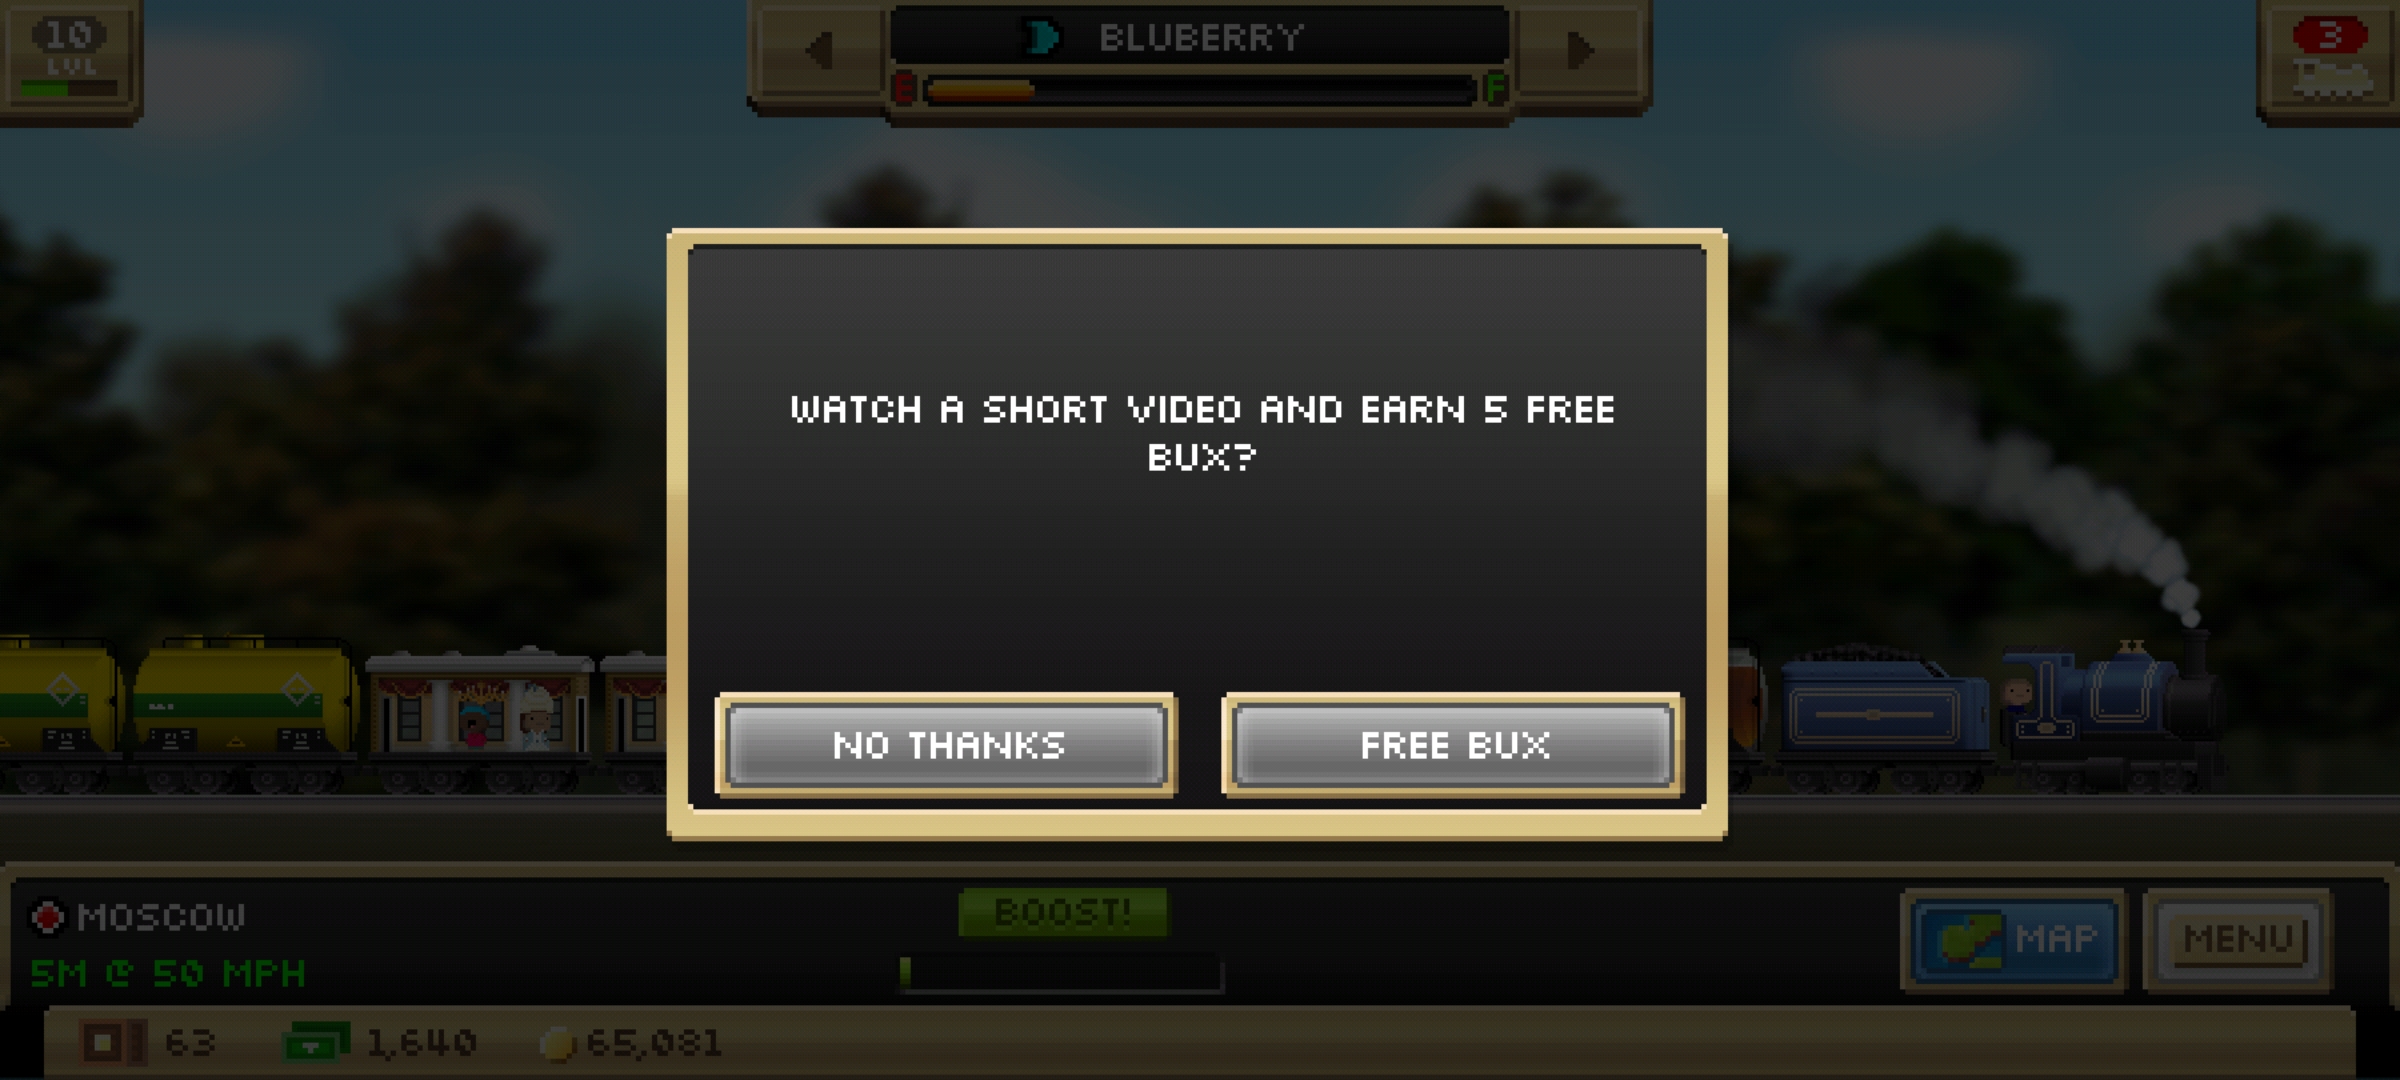 10
LVL
BLUBERRY
E
F
3
WATCH A SHORT VIDEO AND EARN 5 FREE
BUX?
NO THANKS
FREE BUX
MOSCOW
5M @ 50 MPH
BOOST!
MAP
MENU
63
1,640
65,081